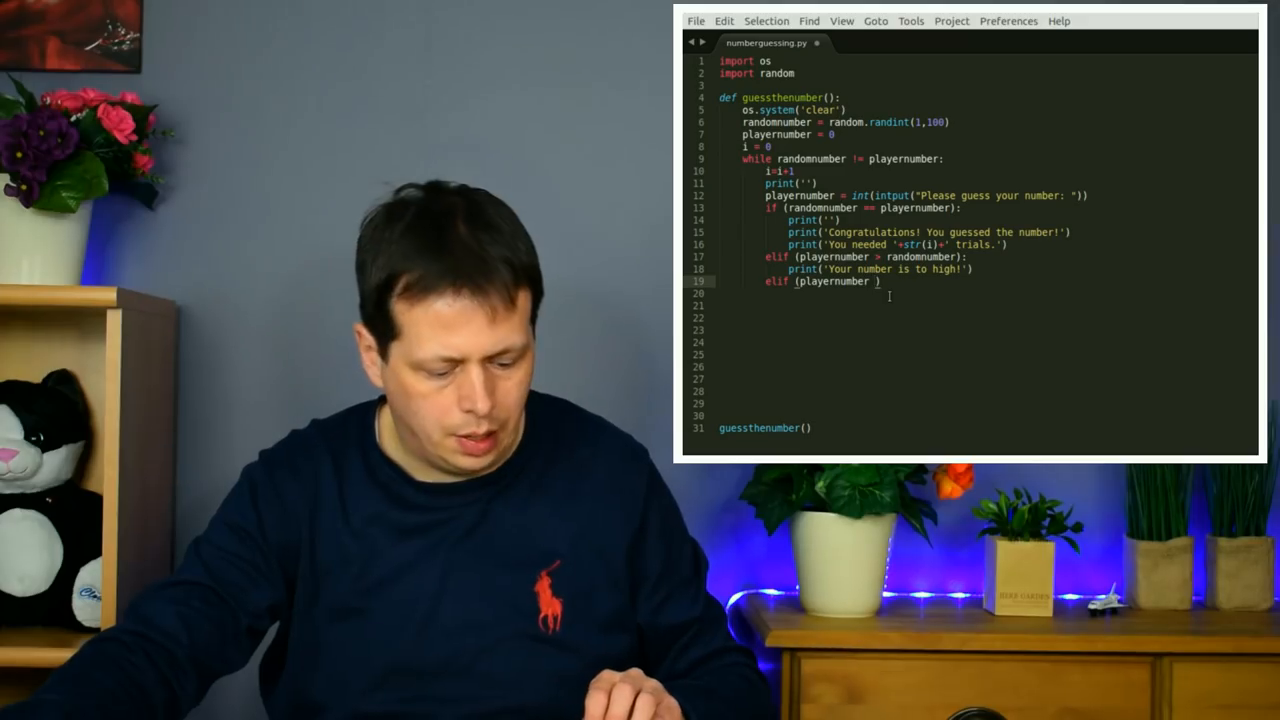 File Edit Selection Find View Goto Tools Project Preferences Help
numberguessing.py
1 import os
2 import random
3
4 def guessthenumber():
5 os.system('clear')
6 randomnumber = random.randint(1,100)
7 playernumber = 0
8 i = 0
9 while randomnumber != playernumber:
10 i=i+1
11 print('')
12 playernumber = int(intput("Please guess your number: "))
13 if (randomnumber == playernumber):
14 print('')
15 print('Congratulations! You guessed the number!')
16 print('You needed '+str(i)+' trials.')
17 elif (playernumber > randomnumber):
18 print('Your number is to high!')
19 elif (playernumber )
20
21
22
23
24
25
26
27
28
29
30
31 guessthenumber()
HERB GARDEN